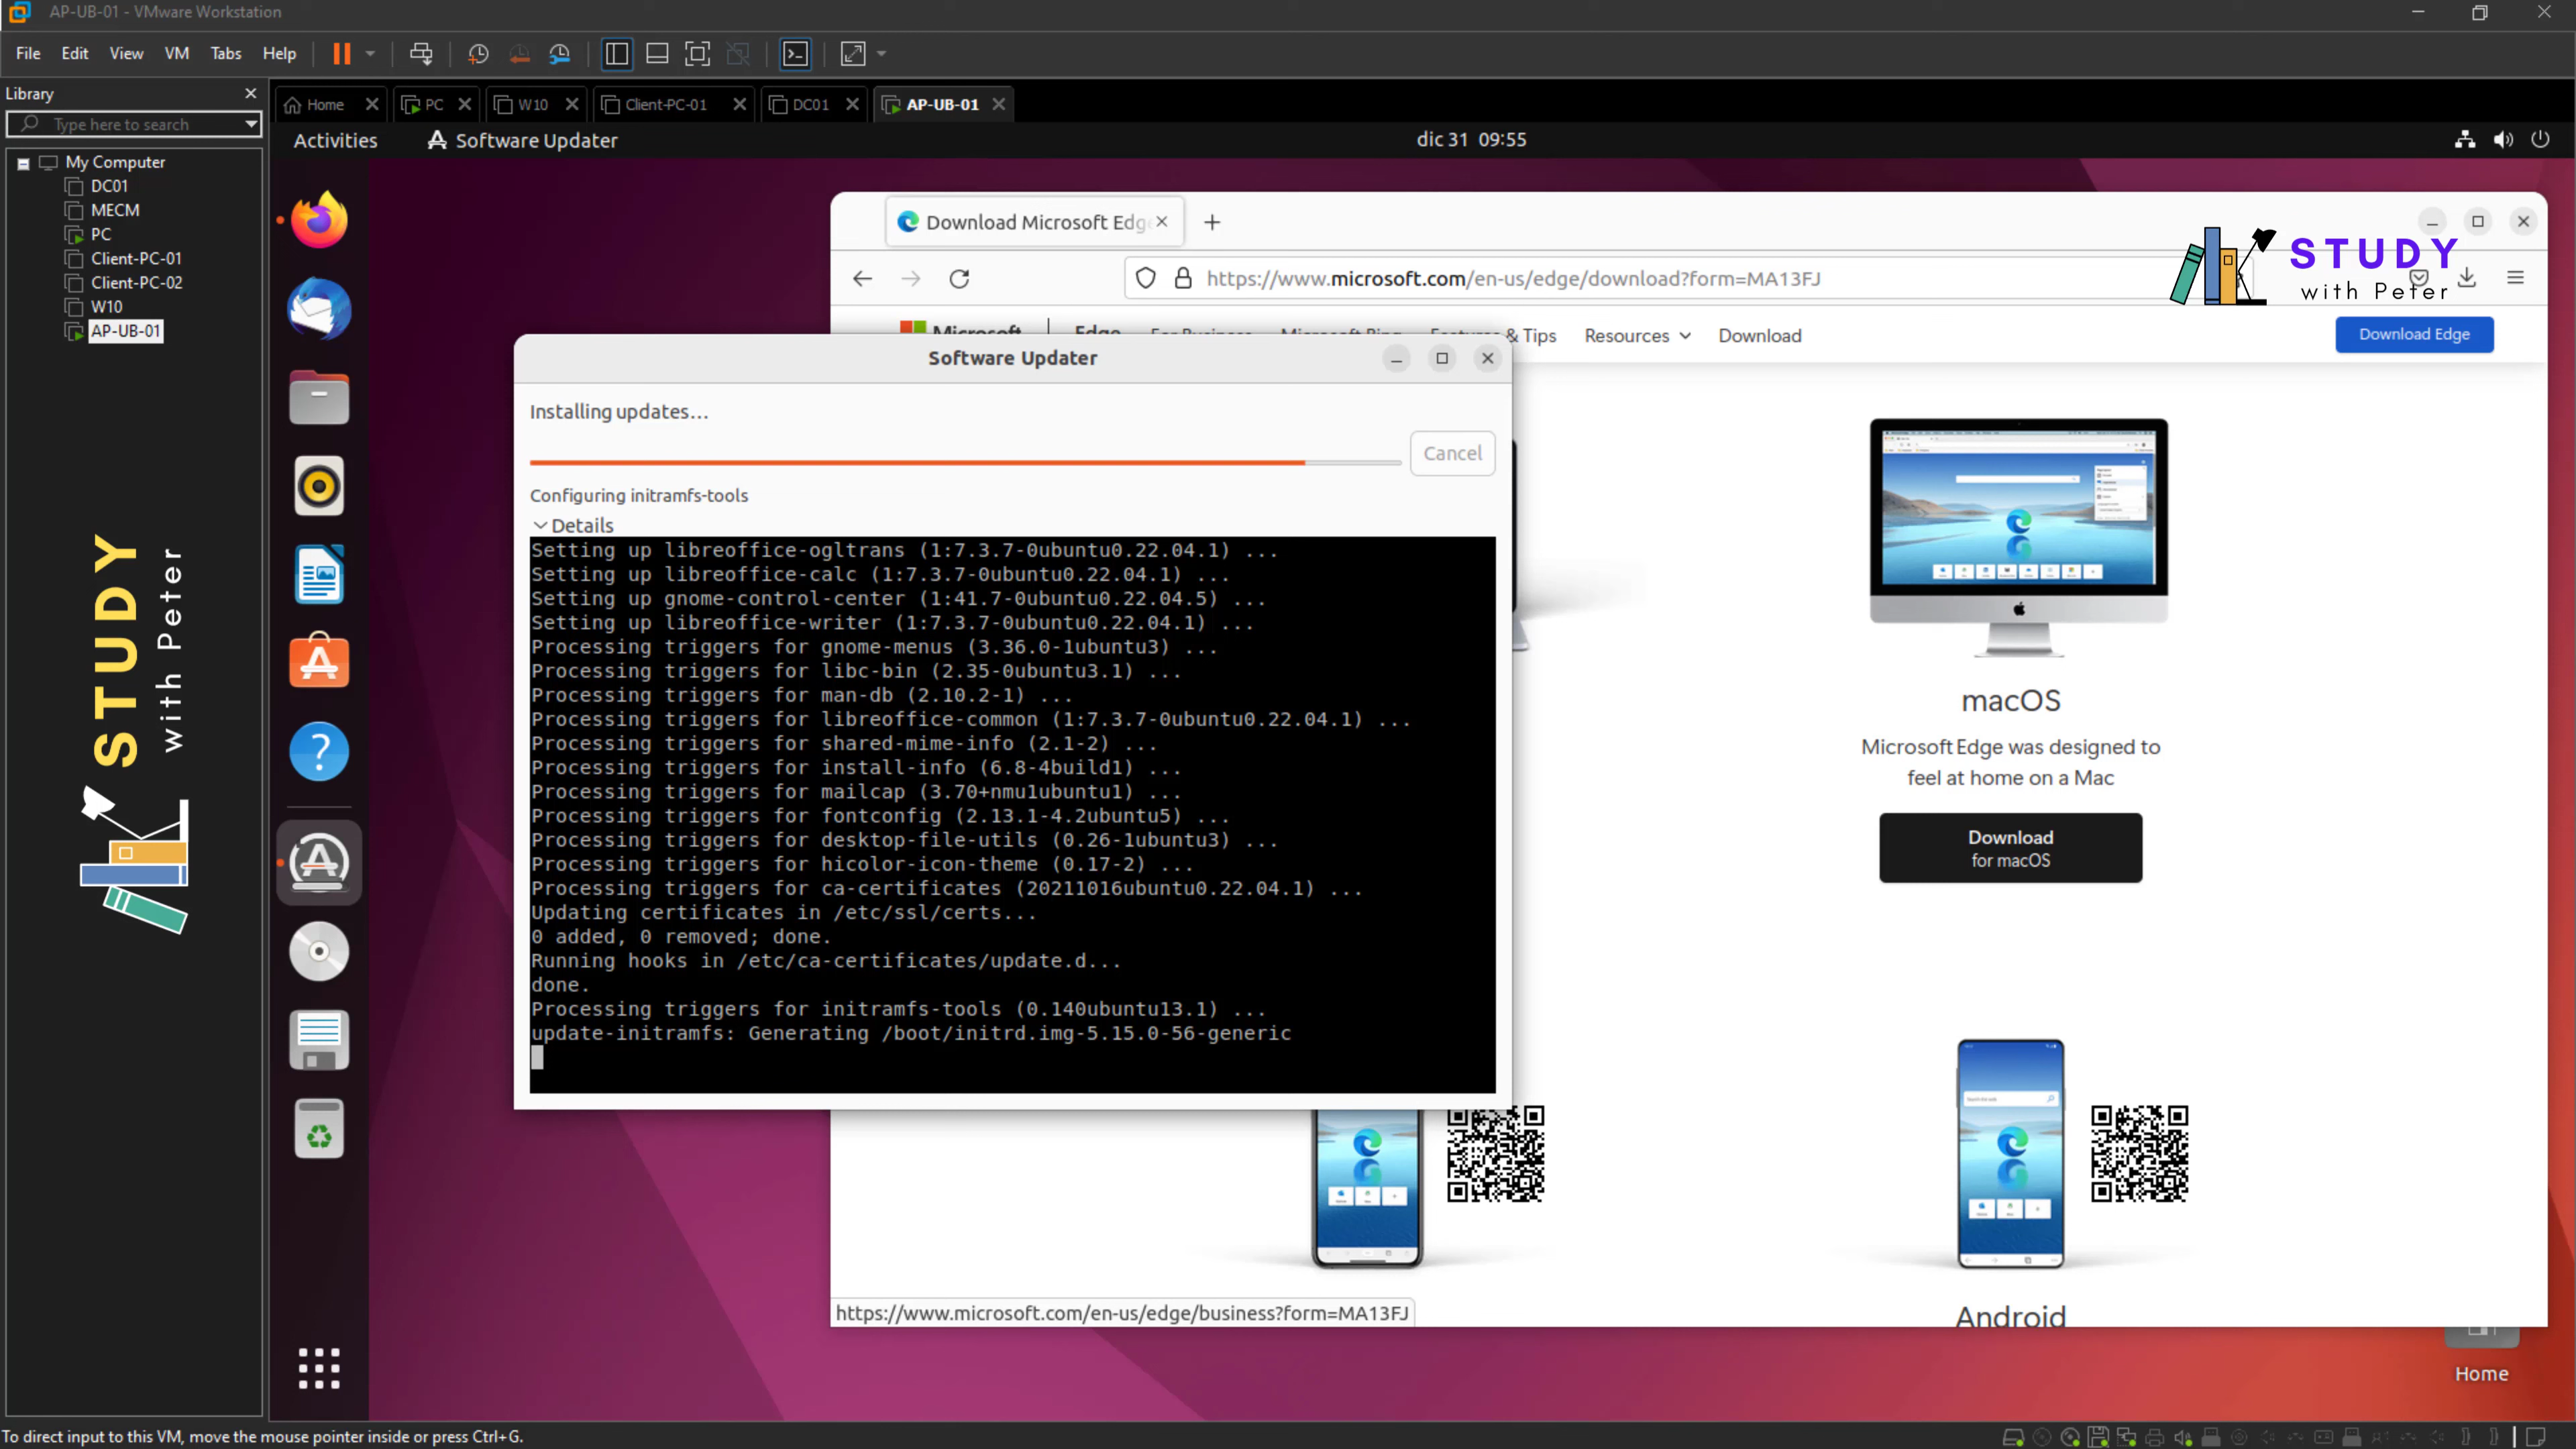 AP-UB-01 - VMware Workstation
File Edit View VM Tabs Help
Library
Type here to search
My Computer
DC01
MECM
PC
Client-PC-01
Client-PC-02
W10
AP-UB-01
STUDY
with Peter
Home PC W10 Client-PC-01 DC01 AP-UB-01
Activities Software Updater dic 31 09:55
Download Microsoft Edg
https://www.microsoft.com/en-us/edge/download?form=MA13FJ
STUDY
with Peter
Microsoft Edge For Business Microsoft Bing Features & Tips Resources Download Download Edge
Software Updater
Installing updates...
Cancel
Configuring initramfs-tools
Details
Setting up libreoffice-ogltrans (1:7.3.7-0ubuntu0.22.04.1) ...
Setting up libreoffice-calc (1:7.3.7-0ubuntu0.22.04.1) ...
Setting up gnome-control-center (1:41.7-0ubuntu0.22.04.5) ...
Setting up libreoffice-writer (1:7.3.7-0ubuntu0.22.04.1) ...
Processing triggers for gnome-menus (3.36.0-1ubuntu3) ...
Processing triggers for libc-bin (2.35-0ubuntu3.1) ...
Processing triggers for man-db (2.10.2-1) ...
Processing triggers for libreoffice-common (1:7.3.7-0ubuntu0.22.04.1) ...
Processing triggers for shared-mime-info (2.1-2) ...
Processing triggers for install-info (6.8-4build1) ...
Processing triggers for mailcap (3.70+nmu1ubuntu1) ...
Processing triggers for fontconfig (2.13.1-4.2ubuntu5) ...
Processing triggers for desktop-file-utils (0.26-1ubuntu3) ...
Processing triggers for hicolor-icon-theme (0.17-2) ...
Processing triggers for ca-certificates (20211016ubuntu0.22.04.1) ...
Updating certificates in /etc/ssl/certs...
0 added, 0 removed; done.
Running hooks in /etc/ca-certificates/update.d...
done.
Processing triggers for initramfs-tools (0.140ubuntu13.1) ...
update-initramfs: Generating /boot/initrd.img-5.15.0-56-generic
macOS
Microsoft Edge was designed to
feel at home on a Mac
Download
for macOS
Android
https://www.microsoft.com/en-us/edge/business?form=MA13FJ
Home
To direct input to this VM, move the mouse pointer inside or press Ctrl+G.